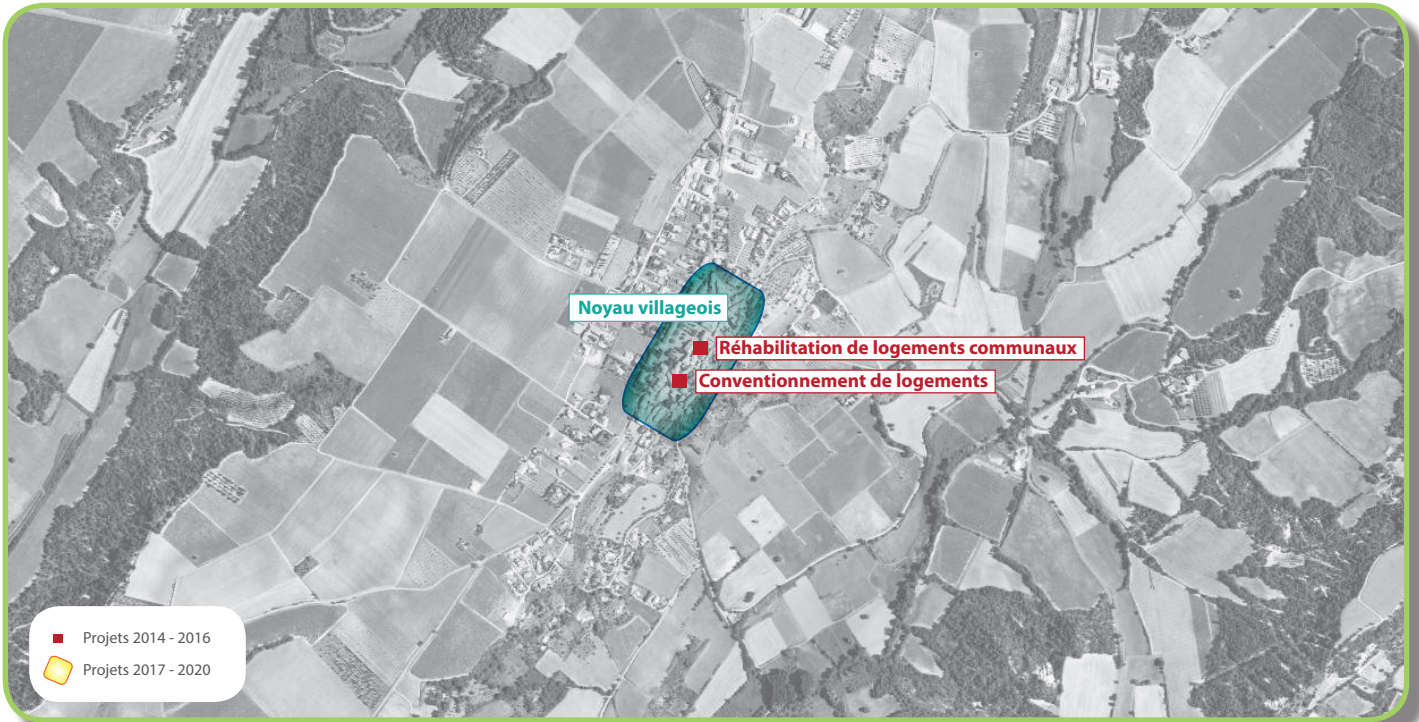 Noyau villageois
Réhabilitation de logements communaux
Conventionnement de logements
Projets 2014 - 2016
Projets 2017 - 2020